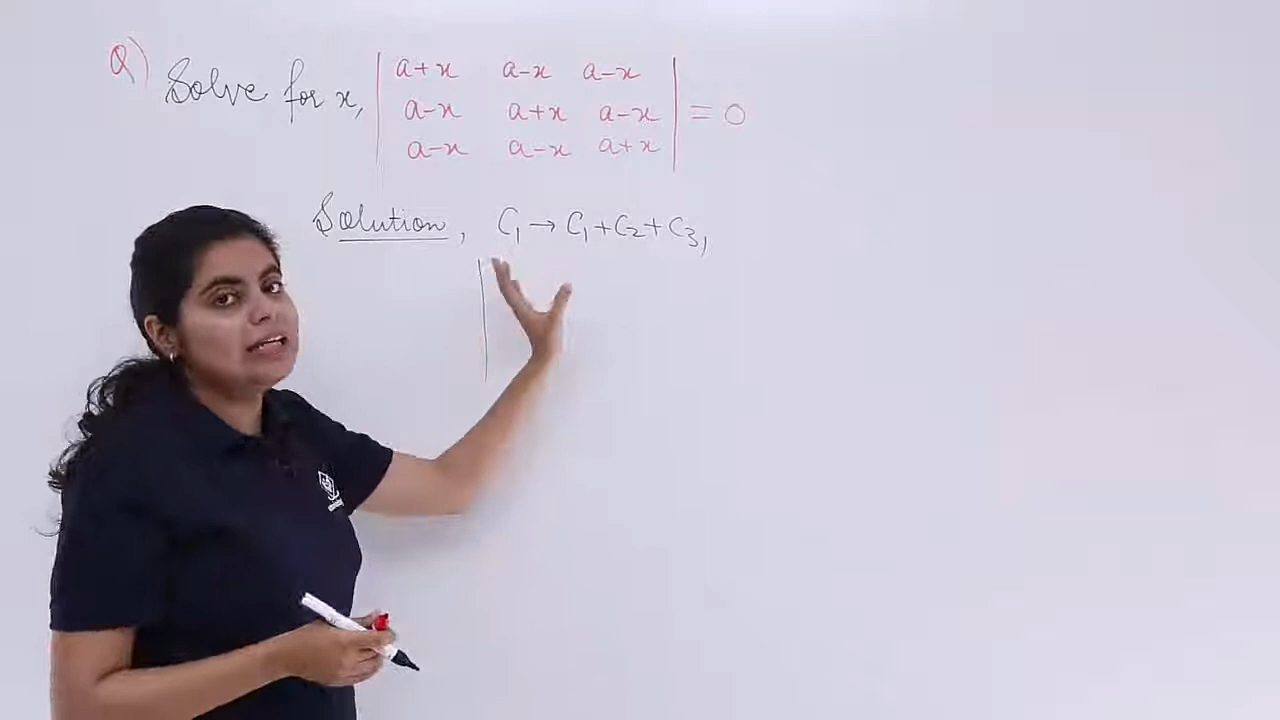 Q) Solve for x, | a+x a-x a-x |
| a-x a+x a-x | = 0
| a-x a-x a+x |
Solution, C₁ → C₁+C₂+C₃,